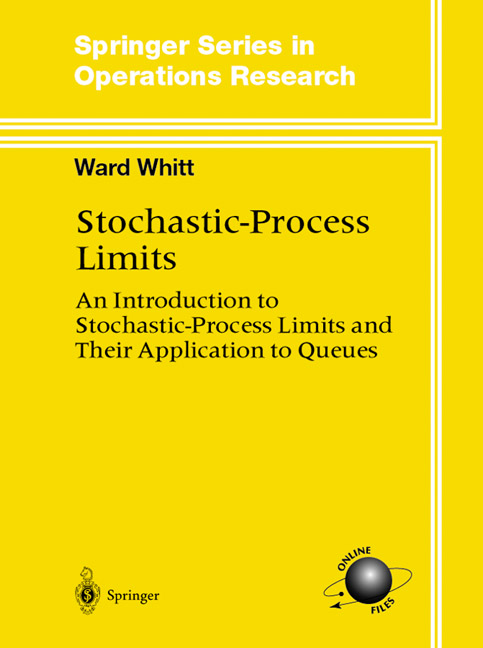 Springer Series in
Operations Research
Ward Whitt
Stochastic-Process
Limits
An Introduction to
Stochastic-Process Limits and
Their Application to Queues
Springer
ONLINE
FILES